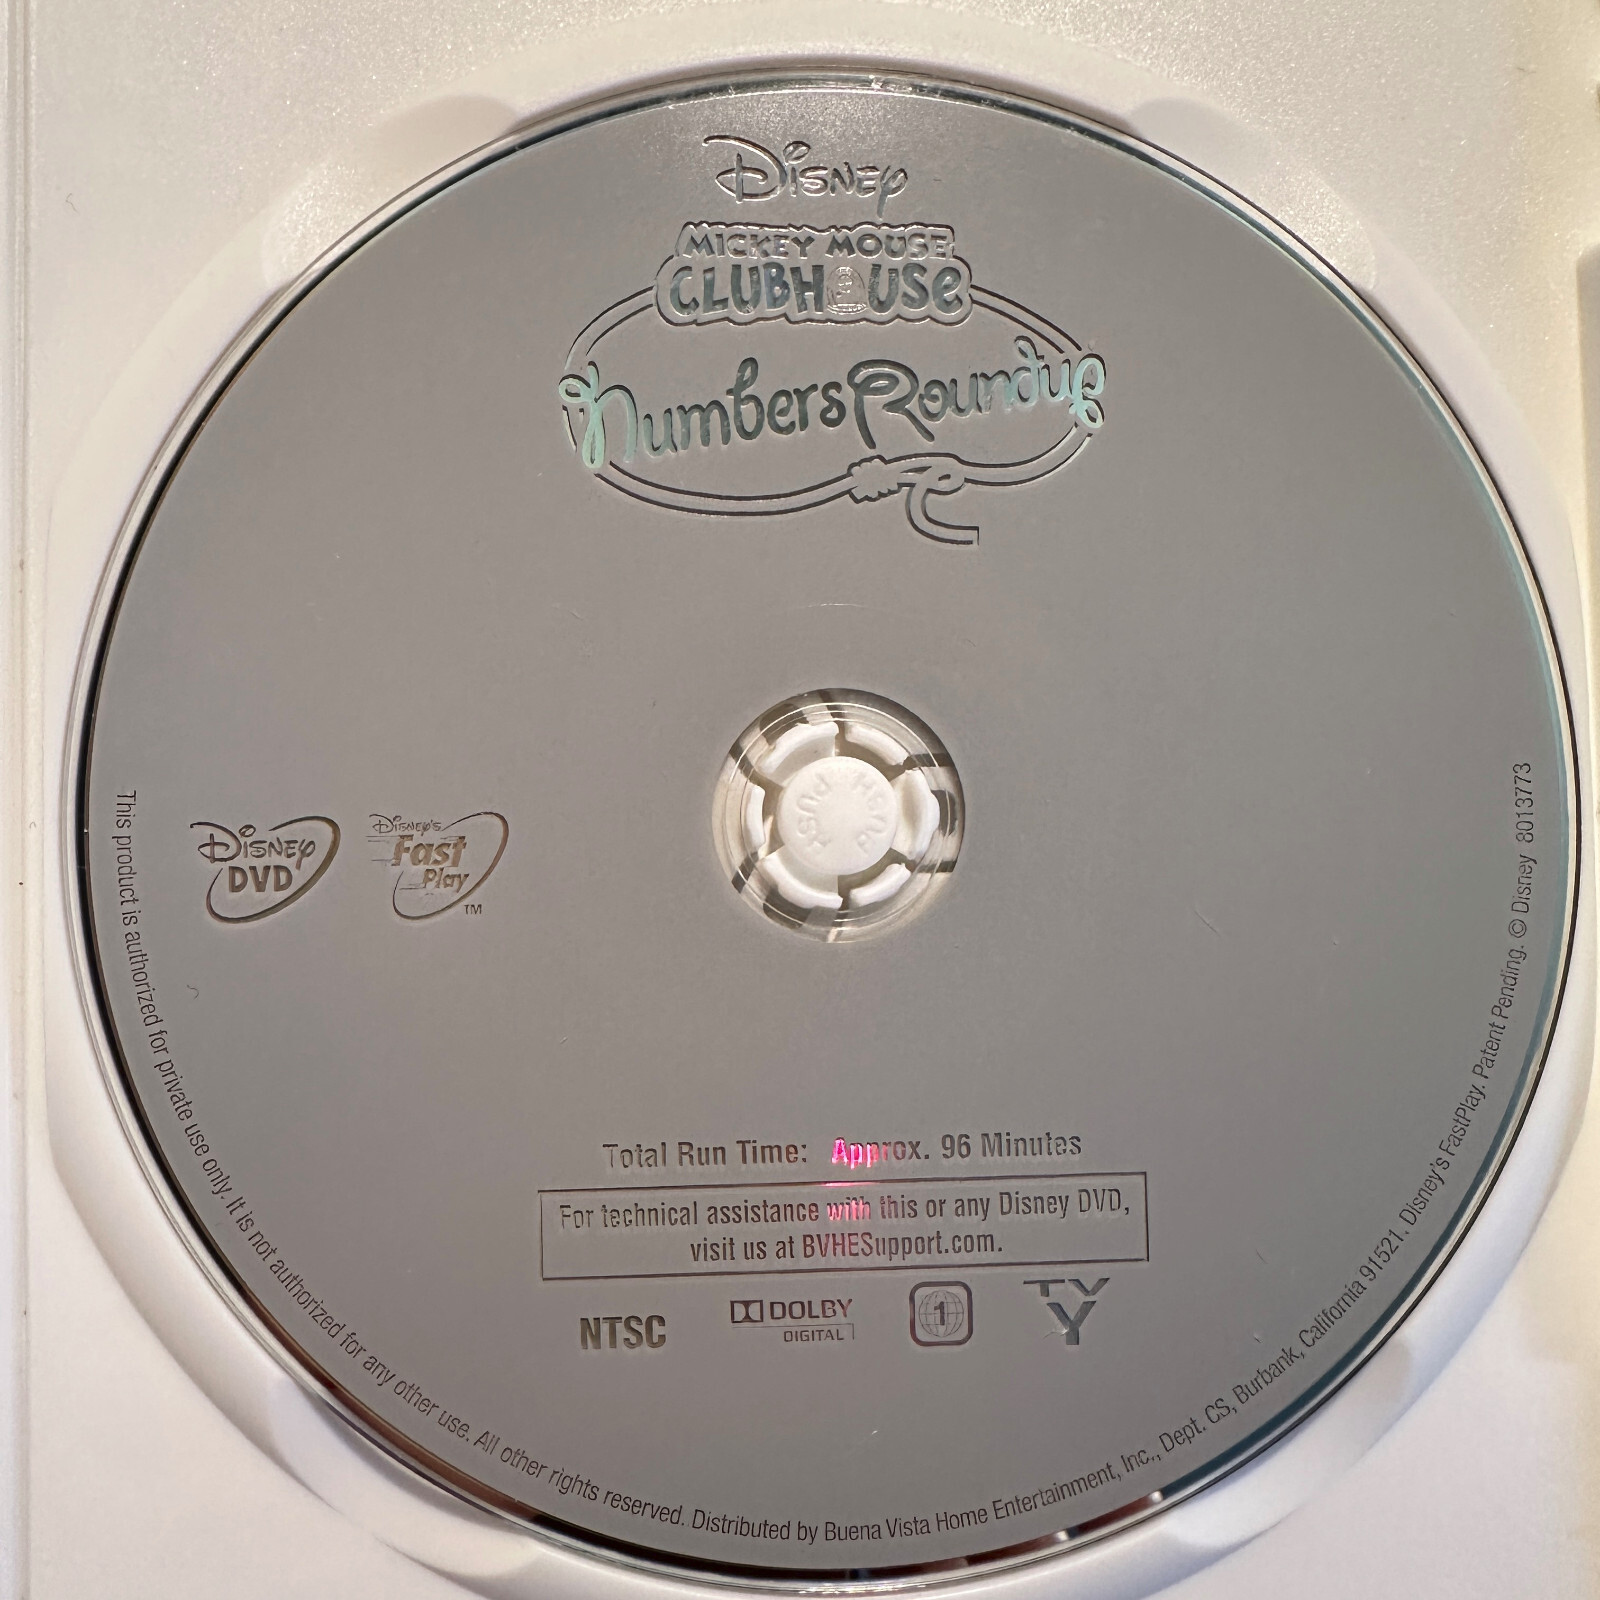 Disney
MICKEY MOUSE
CLUBHOUSE
Numbers Roundup
PUSH PUSH
Disney
DVD
Disney's
Fast
Play
TM
Total Run Time: Approx. 96 Minutes
For technical assistance with this or any Disney DVD,
visit us at BVHESupport.com.
NTSC
DOLBY
DIGITAL
1
TV
Y
This product is authorized for private use only. It is not authorized for any other use. All other rights reserved. Distributed by Buena Vista Home Entertainment, Inc., Dept. CS, Burbank, California 91521. Disney's FastPlay. Patent Pending. © Disney 8013773